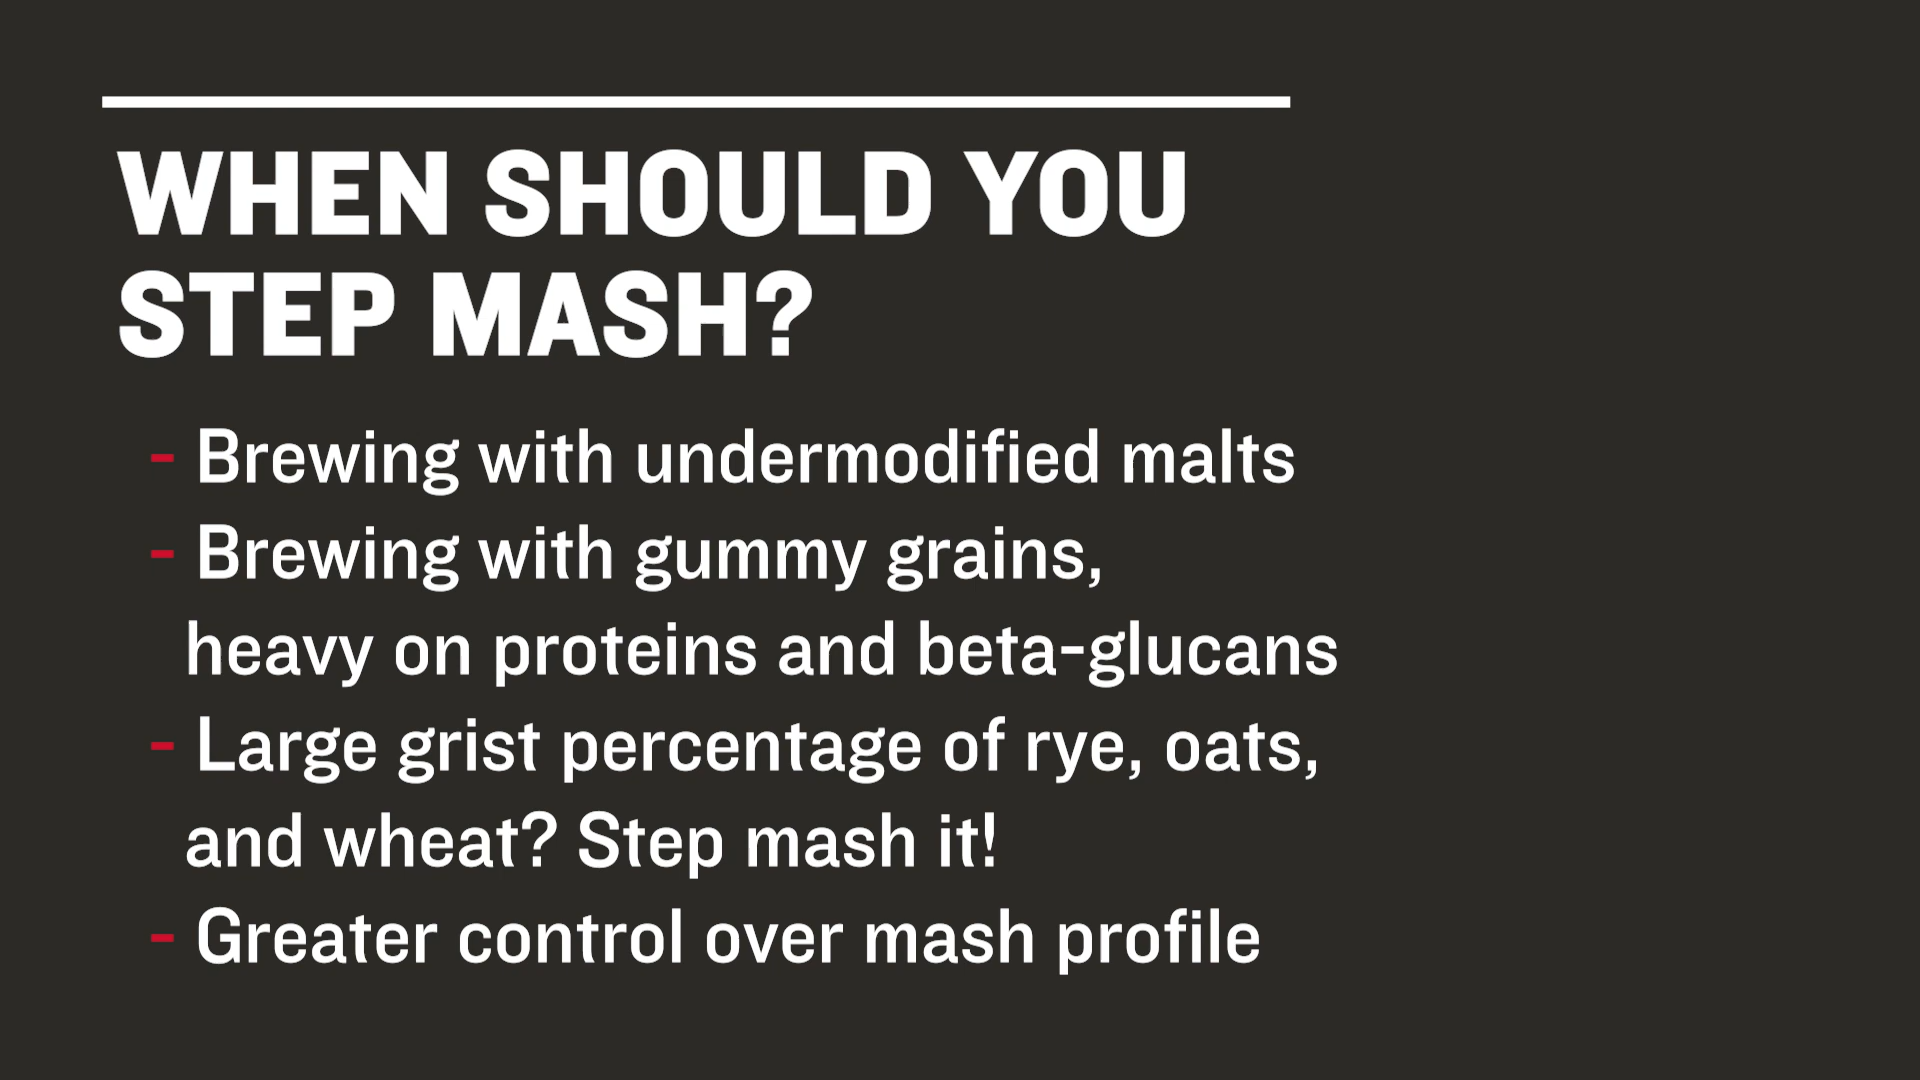 WHEN SHOULD YOU
STEP MASH?
- Brewing with undermodified malts
- Brewing with gummy grains,
heavy on proteins and beta-glucans
- Large grist percentage of rye, oats,
and wheat? Step mash it!
- Greater control over mash profile